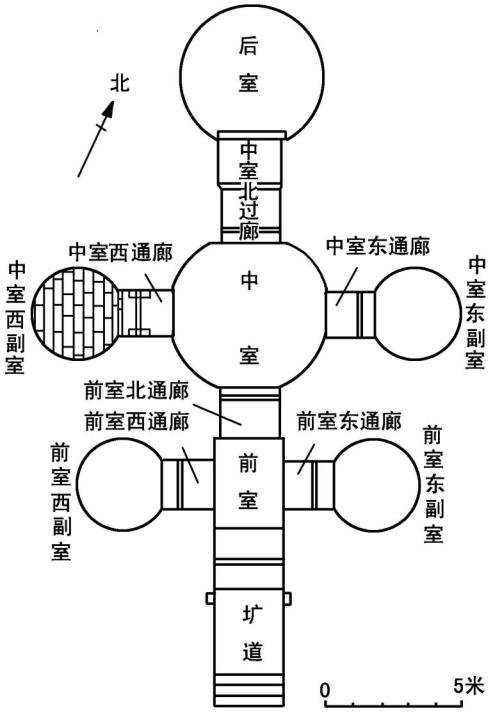 后室
北
中室北过廊
中室西通廊
中室东通廊
中室西副室
中室
中室东副室
前室北通廊
前室西通廊
前室东通廊
前室西副室
前室
前室东副室
圹道
0 5米